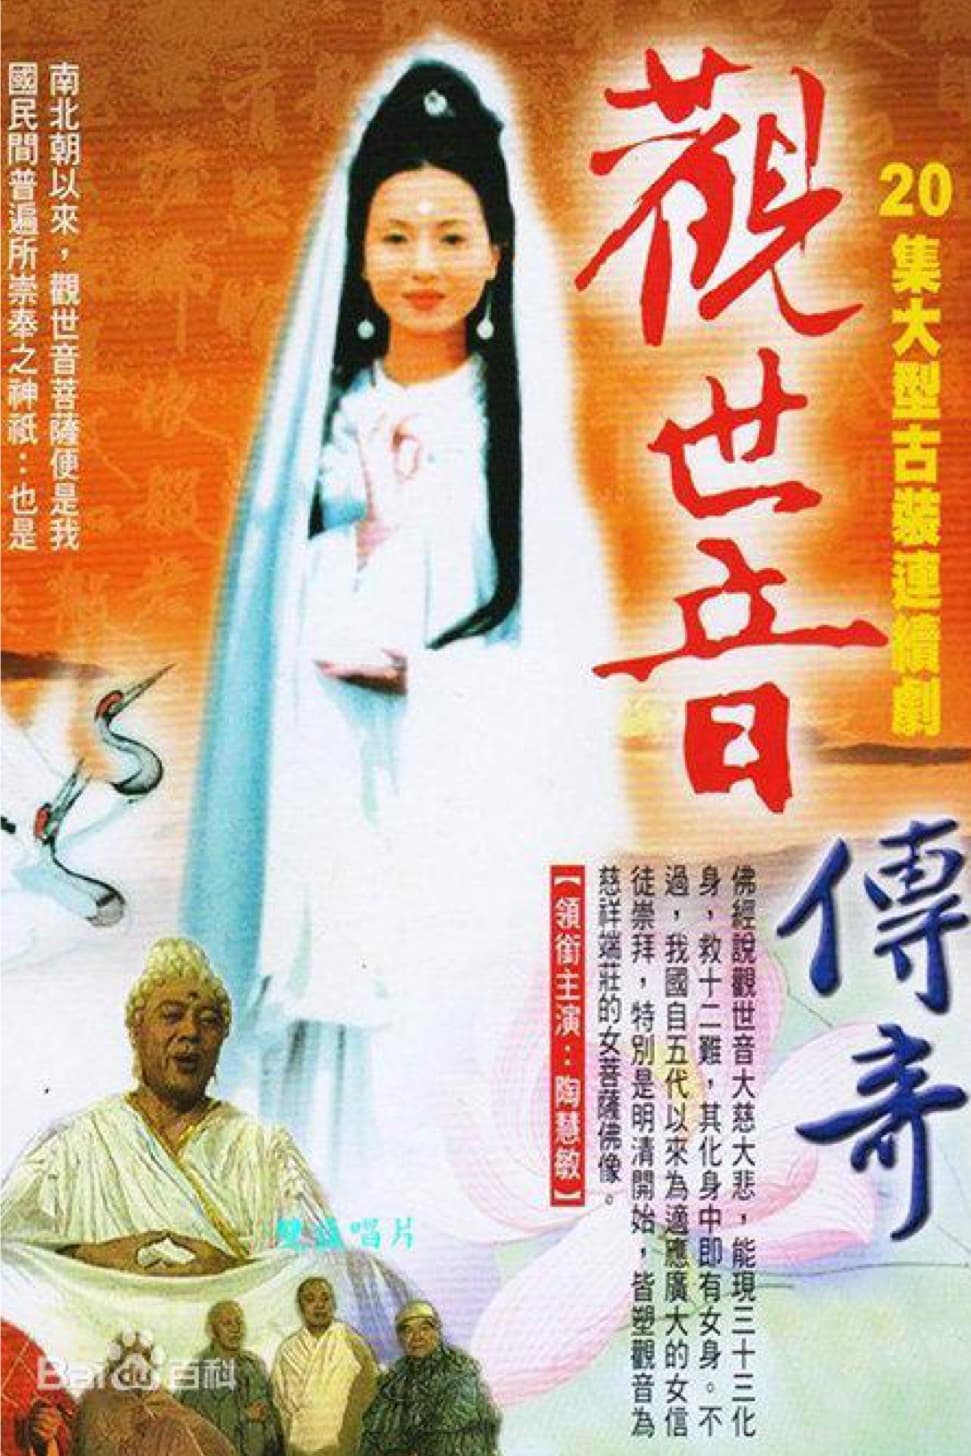 觀世音
傳奇
20集大型古裝連續劇
南北朝以來，觀世音菩薩便是我
國民間普遍所崇奉之神祇：也是
佛經說觀世音大慈大悲，能現三十三化
身，救十二難，其化身中即有女身。不
過，我國自五代以來為適應廣大的女信
徒崇拜，特別是明清開始，皆塑觀音為
慈祥端莊的女菩薩佛像。
【領銜主演：陶慧敏】
唱片
Bai百科